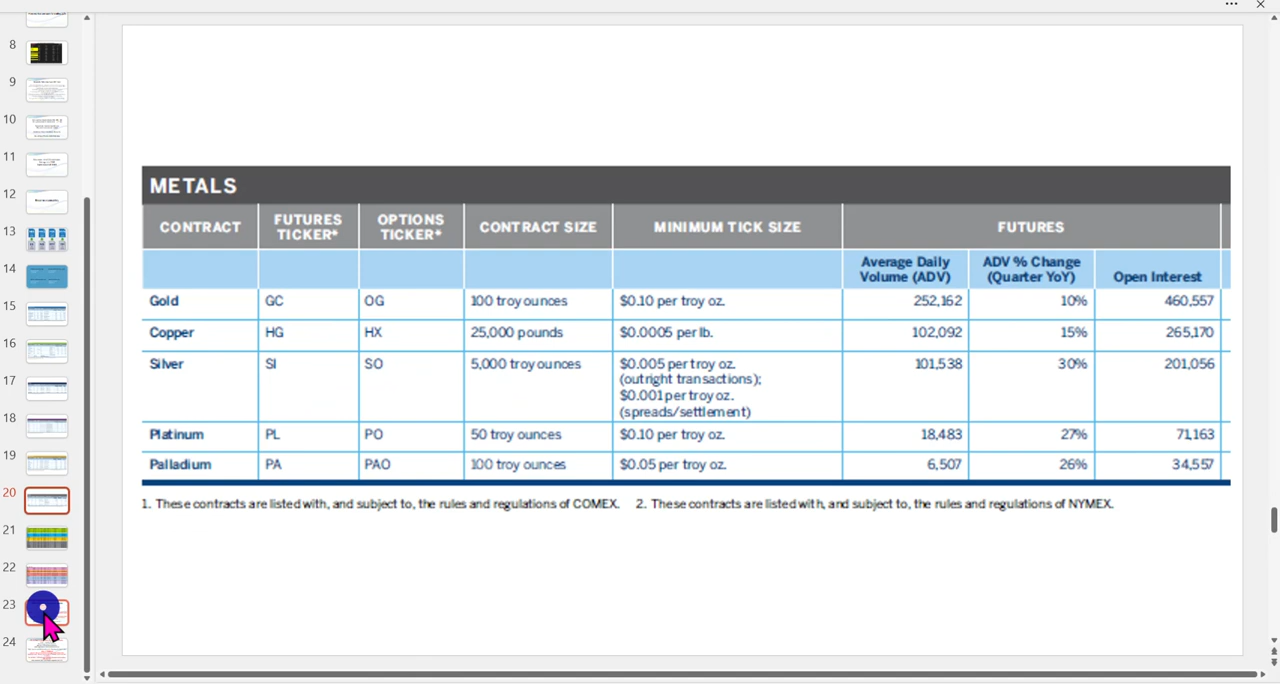 8
9
10
11
12
13
14
15
16
17
18
19
20
21
22
23
24
METALS
CONTRACT FUTURES TICKER* OPTIONS TICKER* CONTRACT SIZE MINIMUM TICK SIZE FUTURES
Average Daily Volume (ADV) ADV % Change (Quarter YoY) Open Interest
Gold GC OG 100 troy ounces $0.10 per troy oz. 252,162 10% 460,557
Copper HG HX 25,000 pounds $0.0005 per lb. 102,092 15% 265,170
Silver SI SO 5,000 troy ounces $0.005 per troy oz. 101,538 30% 201,056
(outright transactions);
$0.001 per troy oz.
(spreads/settlement)
Platinum PL PO 50 troy ounces $0.10 per troy oz. 18,483 27% 71,163
Palladium PA PAO 100 troy ounces $0.05 per troy oz. 6,507 26% 34,557
1. These contracts are listed with, and subject to, the rules and regulations of COMEX. 2. These contracts are listed with, and subject to, the rules and regulations of NYMEX.